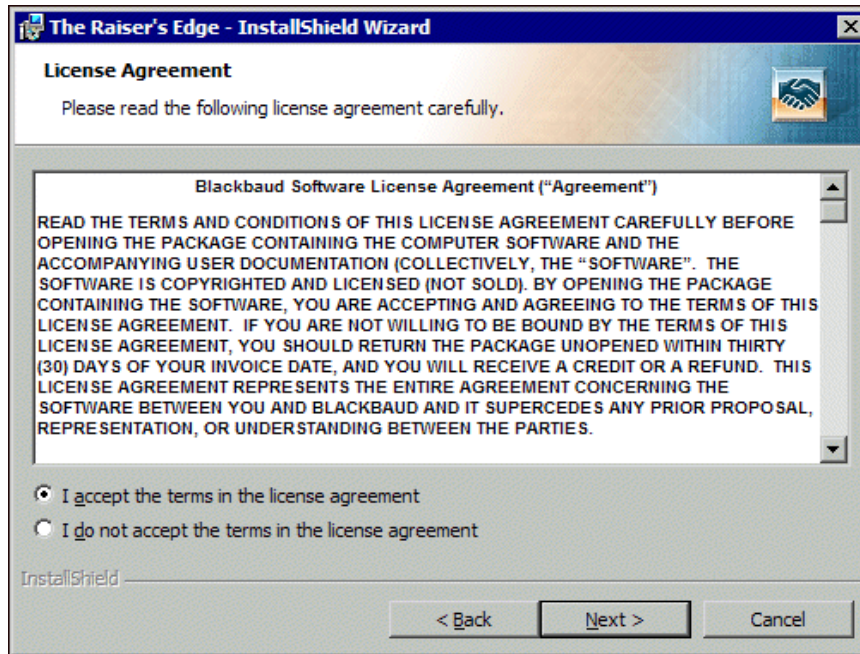 The Raiser's Edge - InstallShield Wizard
License Agreement
Please read the following license agreement carefully.
Blackbaud Software License Agreement (“Agreement”)
READ THE TERMS AND CONDITIONS OF THIS LICENSE AGREEMENT CAREFULLY BEFORE
OPENING THE PACKAGE CONTAINING THE COMPUTER SOFTWARE AND THE
ACCOMPANYING USER DOCUMENTATION (COLLECTIVELY, THE “SOFTWARE”.  THE
SOFTWARE IS COPYRIGHTED AND LICENSED (NOT SOLD). BY OPENING THE PACKAGE
CONTAINING THE SOFTWARE, YOU ARE ACCEPTING AND AGREEING TO THE TERMS OF THIS
LICENSE AGREEMENT.  IF YOU ARE NOT WILLING TO BE BOUND BY THE TERMS OF THIS
LICENSE AGREEMENT, YOU SHOULD RETURN THE PACKAGE UNOPENED WITHIN THIRTY
(30) DAYS OF YOUR INVOICE DATE, AND YOU WILL RECEIVE A CREDIT OR A REFUND.  THIS
LICENSE AGREEMENT REPRESENTS THE ENTIRE AGREEMENT CONCERNING THE
SOFTWARE BETWEEN YOU AND BLACKBAUD AND IT SUPERCEDES ANY PRIOR PROPOSAL,
REPRESENTATION, OR UNDERSTANDING BETWEEN THE PARTIES.
I accept the terms in the license agreement
I do not accept the terms in the license agreement
InstallShield
< Back Next > Cancel